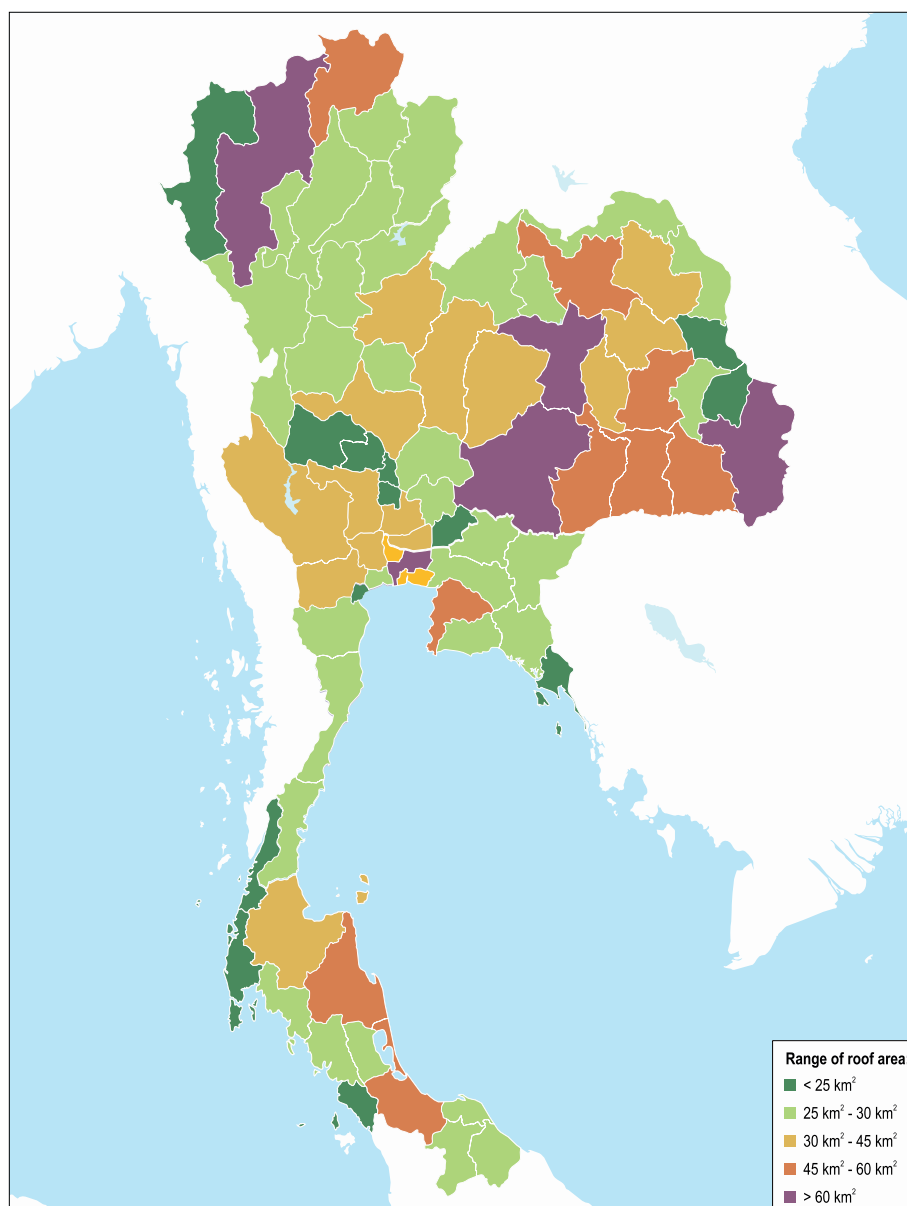 Range of roof area:
< 25 km²
25 km² - 30 km²
30 km² - 45 km²
45 km² - 60 km²
> 60 km²